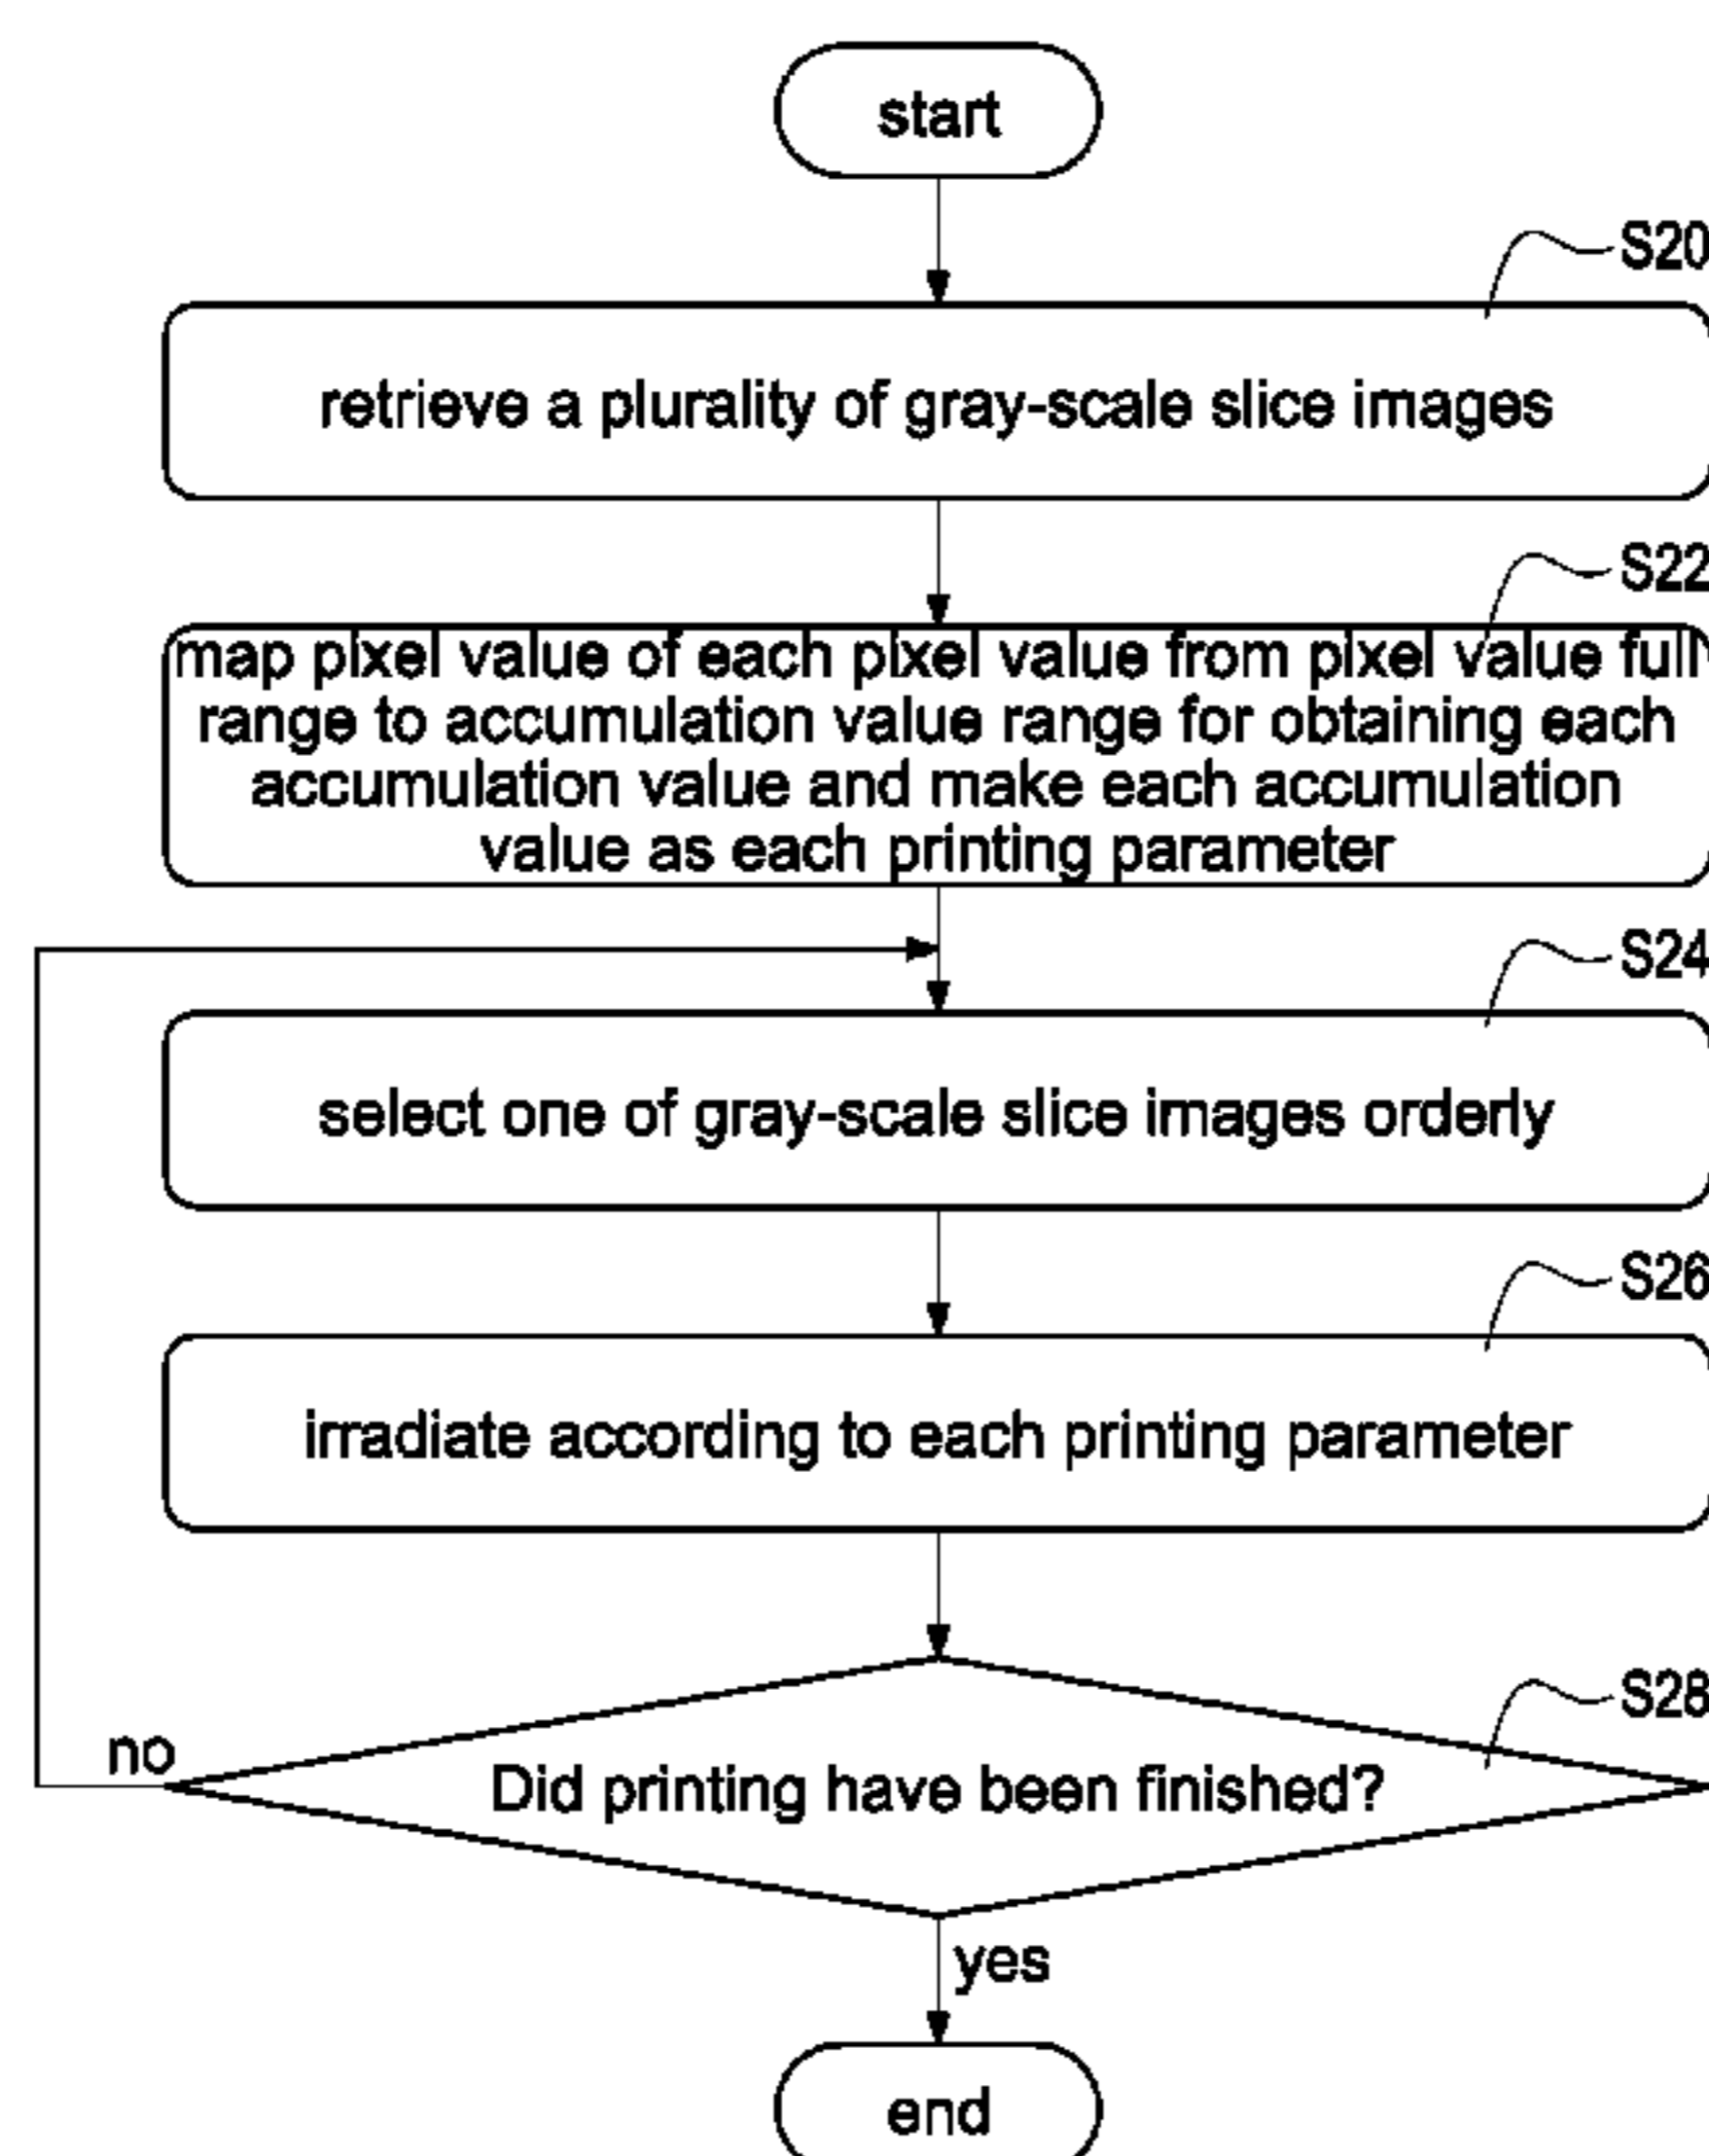 start
S20
retrieve a plurality of gray-scale slice images
S22
map pixel value of each pixel value from pixel value full
range to accumulation value range for obtaining each
accumulation value and make each accumulation
value as each printing parameter
S24
select one of gray-scale slice images orderly
S26
irradiate according to each printing parameter
S28
no
Did printing have been finished?
yes
end